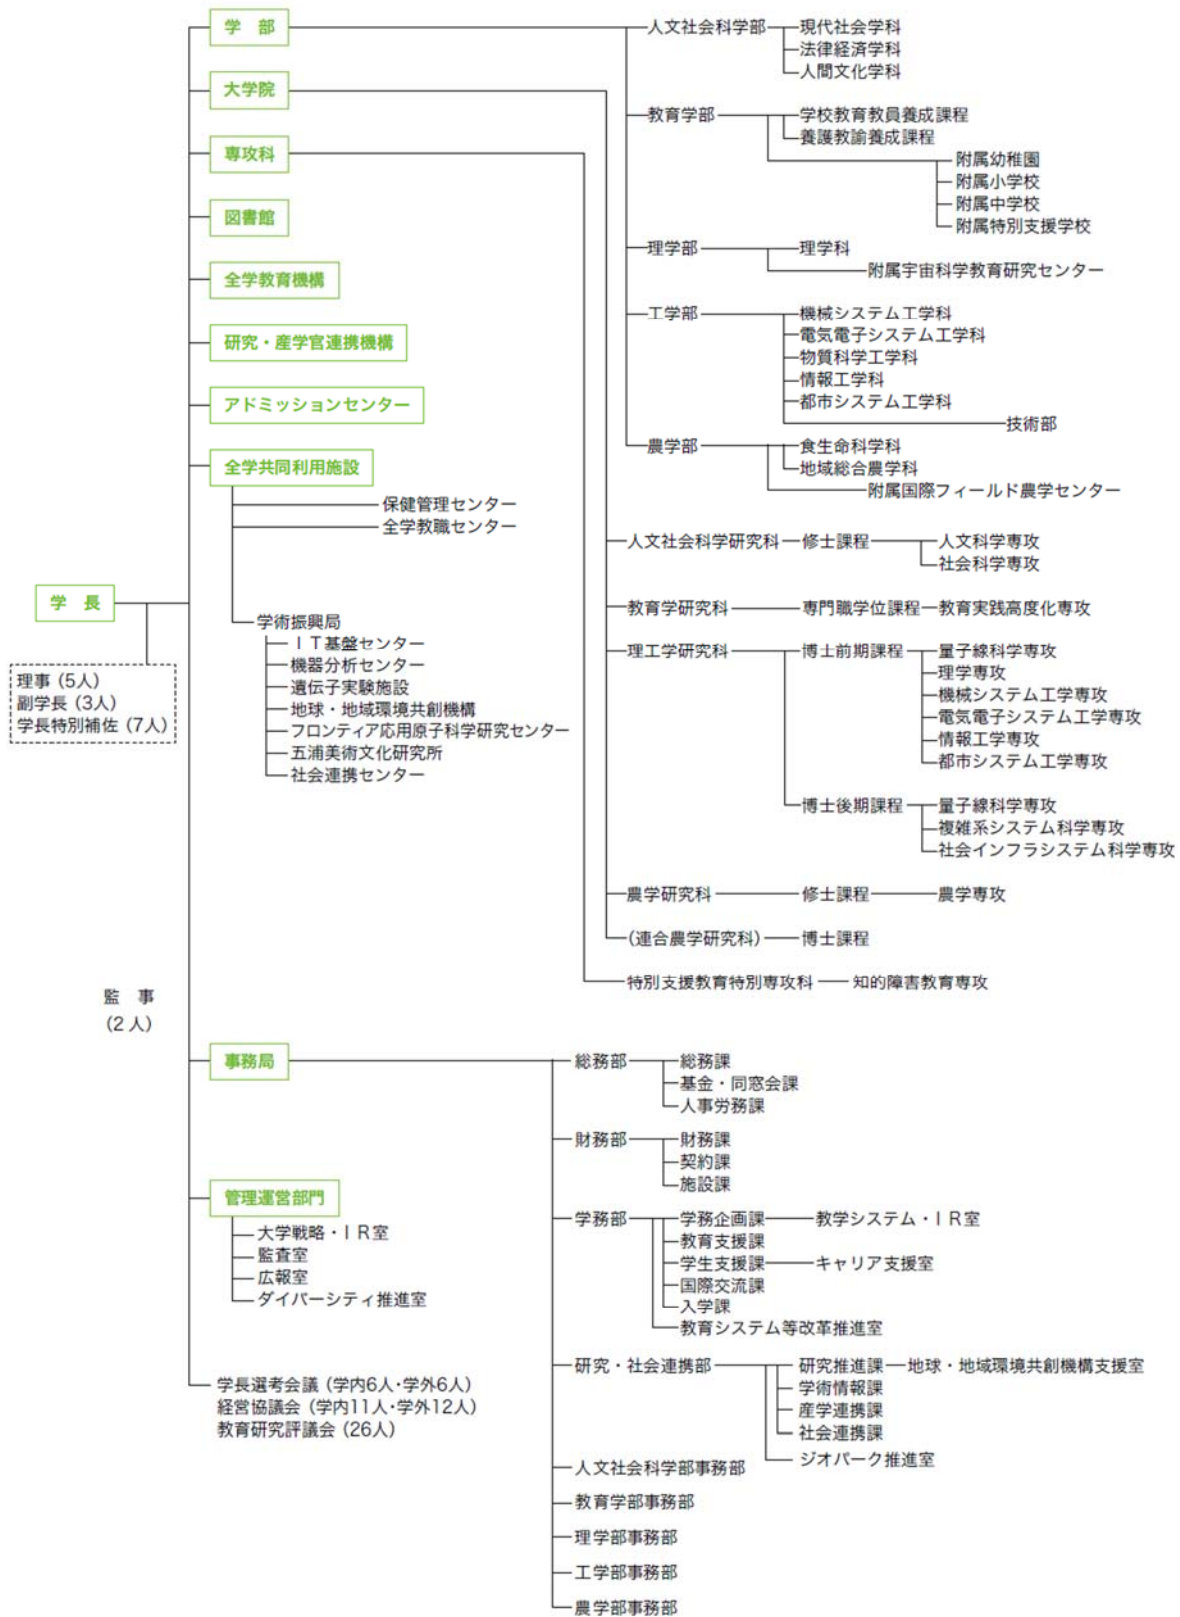 学　部
人文社会科学部
現代社会学科
法律経済学科
人間文化学科
大学院
教育学部
学校教育教員養成課程
養護教諭養成課程
専攻科
附属幼稚園
附属小学校
附属中学校
附属特別支援学校
図書館
理学部
理学科
附属宇宙科学教育研究センター
全学教育機構
工学部
機械システム工学科
電気電子システム工学科
物質科学工学科
情報工学科
都市システム工学科
技術部
研究・産学官連携機構
アドミッションセンター
農学部
食生命科学科
地域総合農学科
附属国際フィールド農学センター
全学共同利用施設
保健管理センター
全学教職センター
人文社会科学研究科
修士課程
人文科学専攻
社会科学専攻
学　長
教育学研究科
専門職学位課程
教育実践高度化専攻
学術振興局
ＩＴ基盤センター
機器分析センター
遺伝子実験施設
地球・地域環境共創機構
フロンティア応用原子科学研究センター
五浦美術文化研究所
社会連携センター
理事 (5人)
副学長 (3人)
学長特別補佐 (7人)
理工学研究科
博士前期課程
量子線科学専攻
理学専攻
機械システム工学専攻
電気電子システム工学専攻
情報工学専攻
都市システム工学専攻
博士後期課程
量子線科学専攻
複雑系システム科学専攻
社会インフラシステム科学専攻
農学研究科
修士課程
農学専攻
(連合農学研究科)
博士課程
特別支援教育特別専攻科
知的障害教育専攻
監　事
(2人)
事務局
総務部
総務課
基金・同窓会課
人事労務課
財務部
財務課
契約課
施設課
管理運営部門
大学戦略・ＩＲ室
監査室
広報室
ダイバーシティ推進室
学務部
学務企画課
教学システム・ＩＲ室
教育支援課
学生支援課
キャリア支援室
国際交流課
入学課
教育システム等改革推進室
学長選考会議 (学内6人・学外6人)
経営協議会 (学内11人・学外12人)
教育研究評議会 (26人)
研究・社会連携部
研究推進課
地球・地域環境共創機構支援室
学術情報課
産学連携課
社会連携課
ジオパーク推進室
人文社会科学部事務部
教育学部事務部
理学部事務部
工学部事務部
農学部事務部